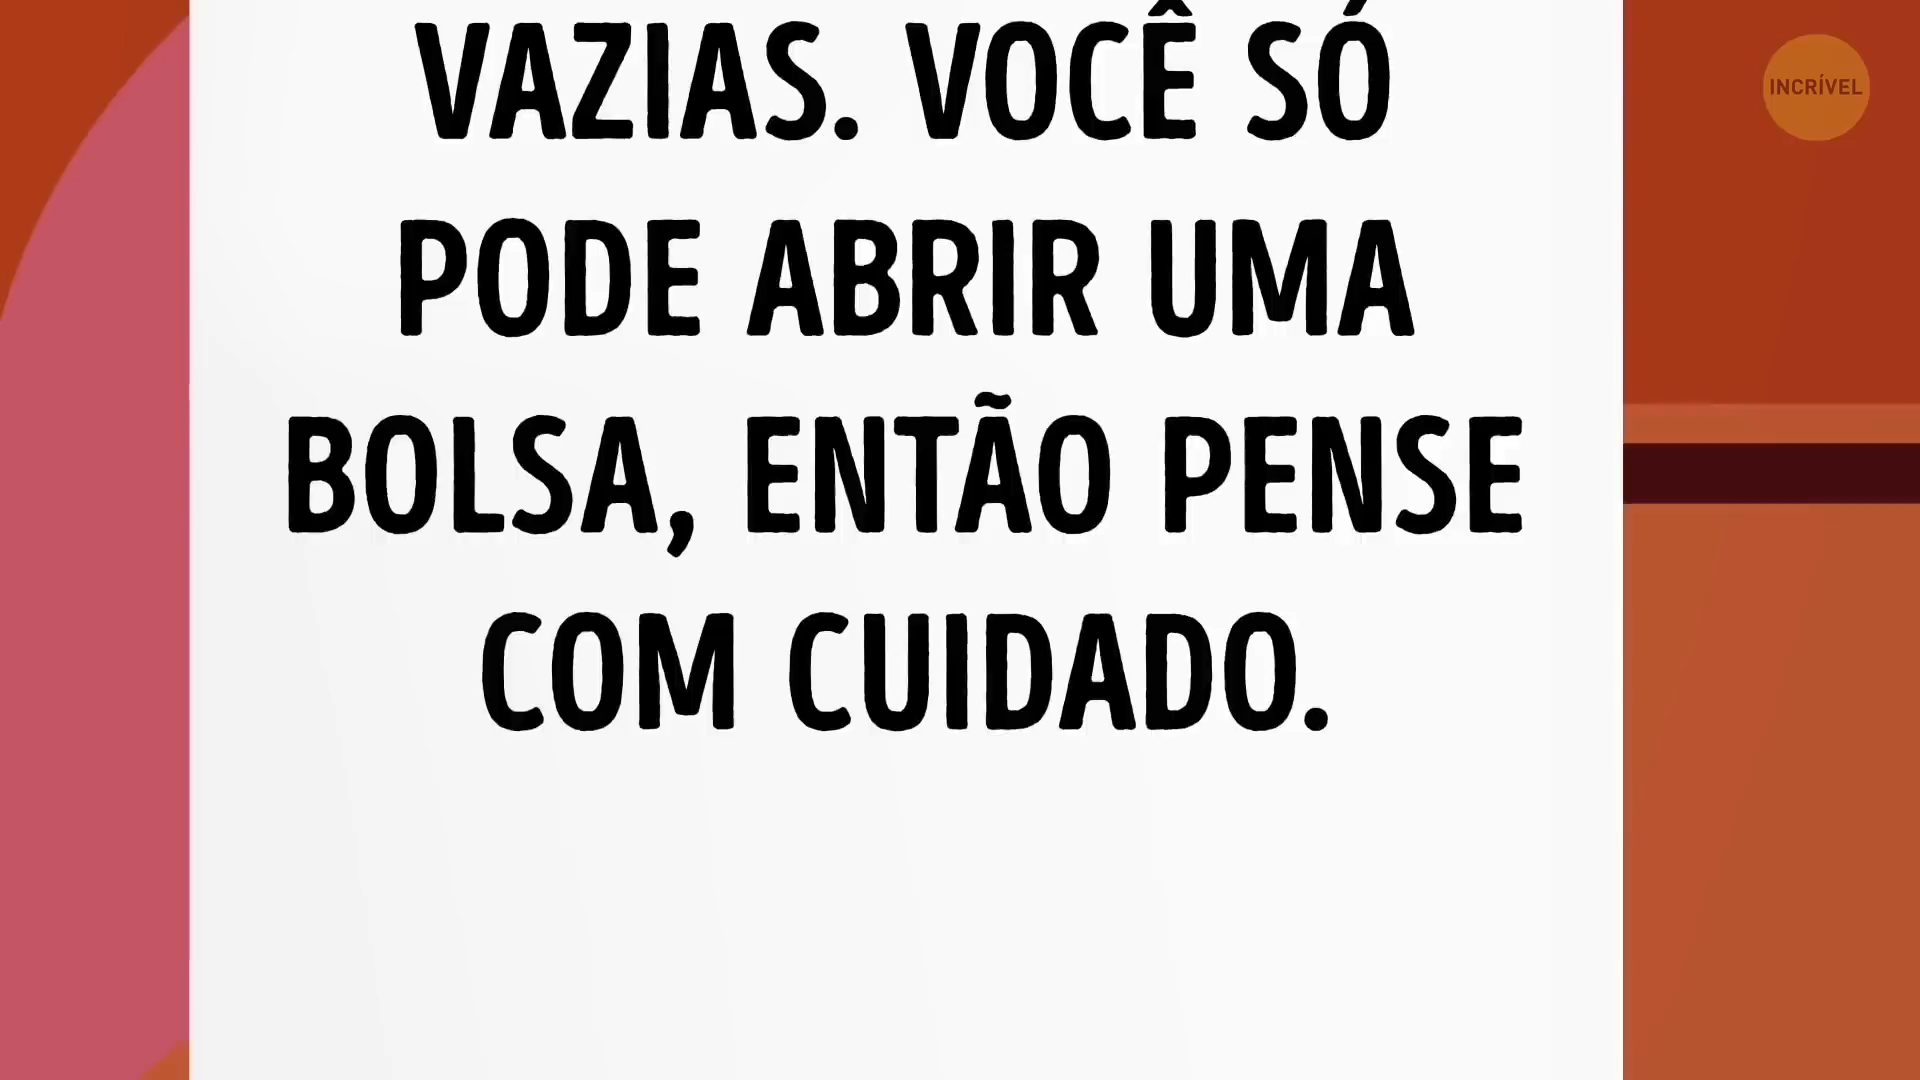 VAZIAS. VOCÊ SÓ
PODE ABRIR UMA
BOLSA, ENTÃO PENSE
COM CUIDADO.
INCRÍVEL